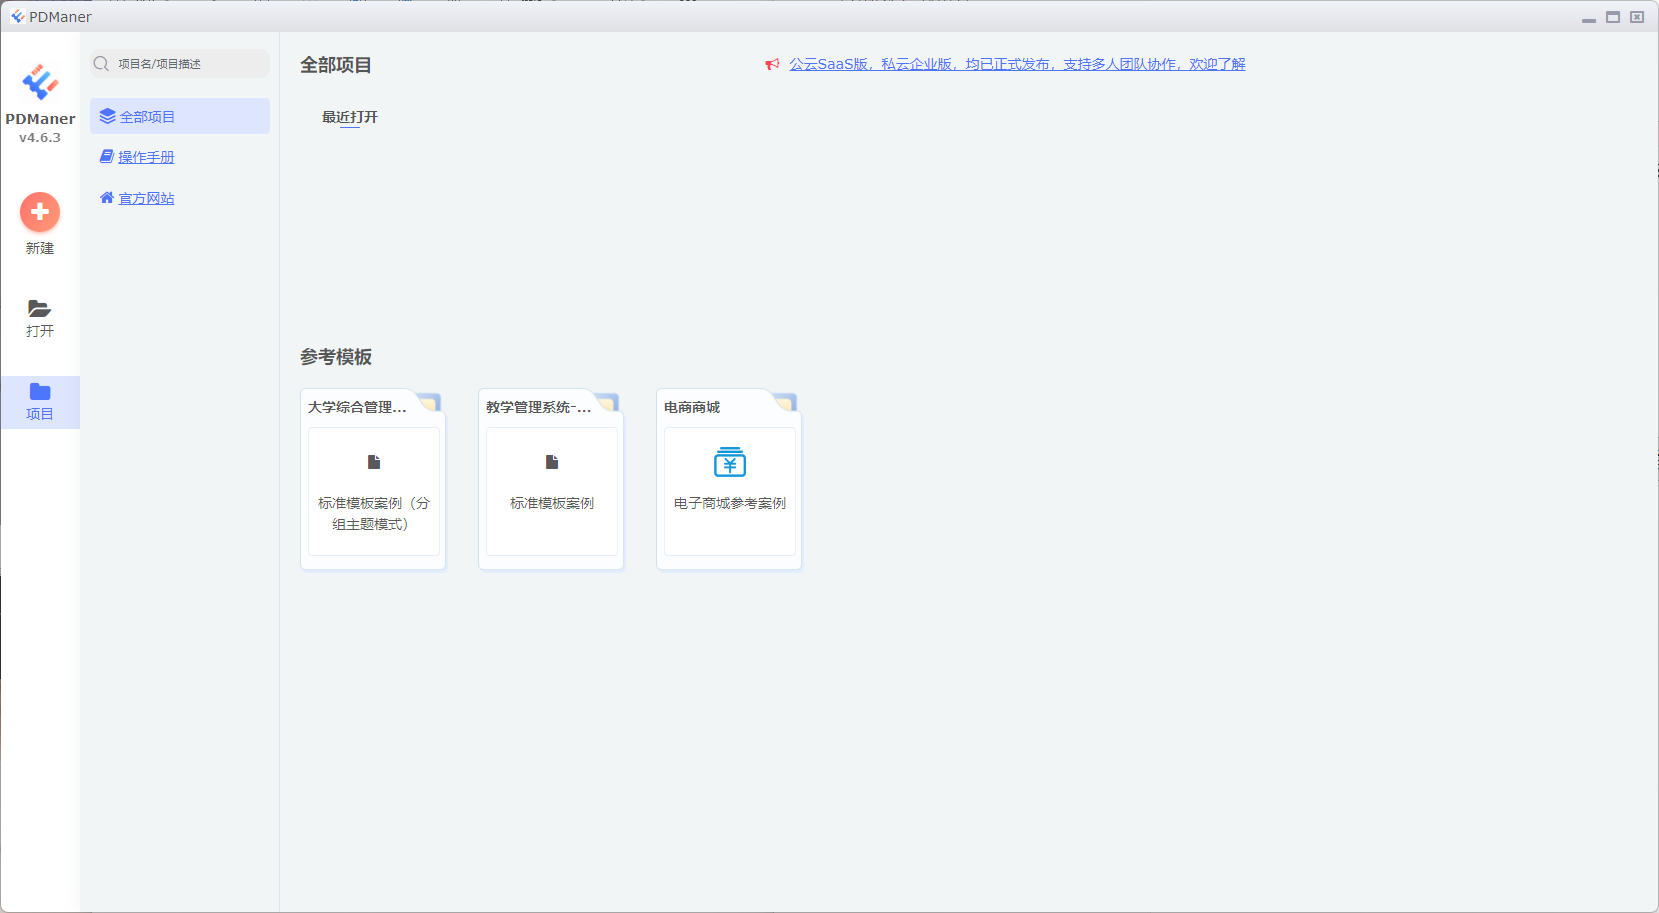 PDManer
PDManer
v4.6.3
新建
打开
项目
项目名/项目描述
全部项目
操作手册
官方网站
全部项目
公云SaaS版，私云企业版，均已正式发布，支持多人团队协作，欢迎了解
最近打开
参考模板
大学综合管理...
标准模板案例（分
组主题模式）
教学管理系统-...
标准模板案例
电商商城
电子商城参考案例